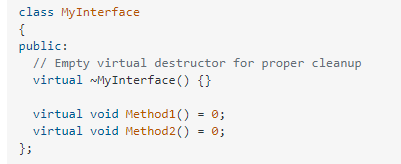 class MyInterface
{
public:
  // Empty virtual destructor for proper cleanup
  virtual ~MyInterface() {}

  virtual void Method1() = 0;
  virtual void Method2() = 0;
};